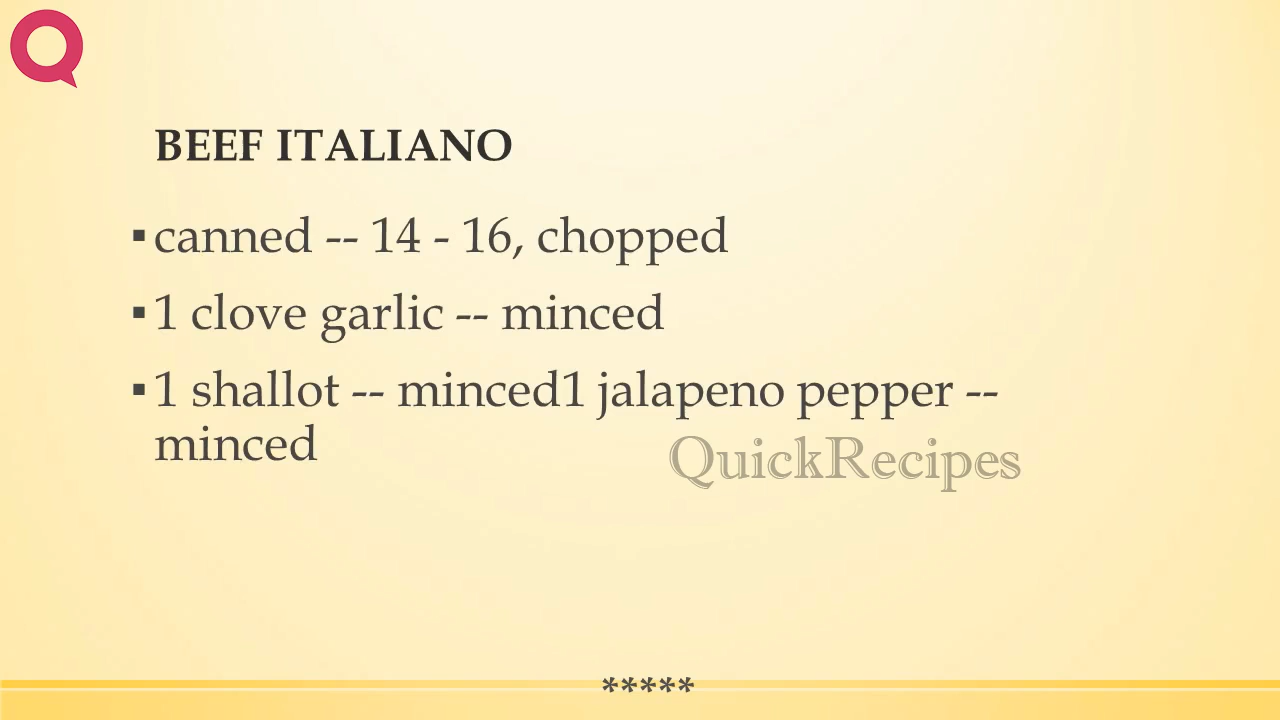 BEEF ITALIANO
▪canned -- 14 - 16, chopped
▪1 clove garlic -- minced
▪1 shallot -- minced1 jalapeno pepper --
minced
QuickRecipes
*****